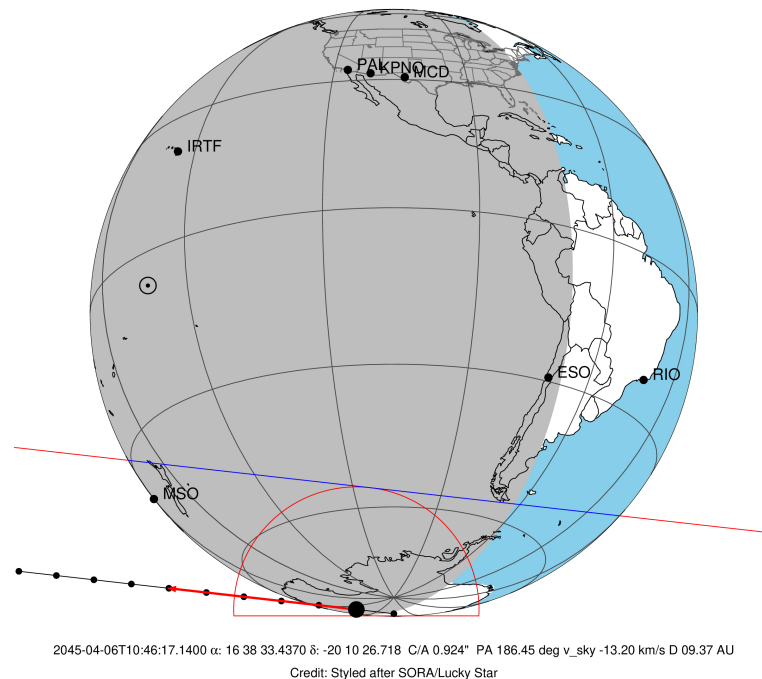 PAL KPNO MCD
IRTF
ESO RIO
MSO
2045-04-06T10:46:17.1400 α: 16 38 33.4370 δ: -20 10 26.718 C/A 0.924" PA 186.45 deg v_sky -13.20 km/s D 09.37 AU
Credit: Styled after SORA/Lucky Star